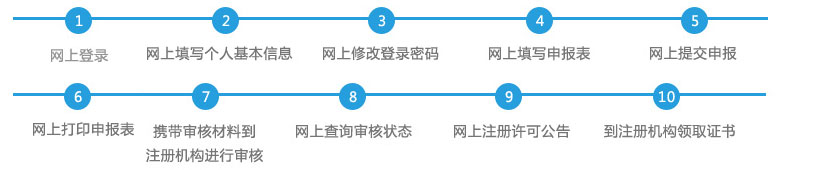 1 2 3 4 5
网上登录 网上填写个人基本信息 网上修改登录密码 网上填写申报表 网上提交申报
6 7 8 9 10
网上打印申报表 携带审核材料到 网上查询审核状态 网上注册许可公告 到注册机构领取证书
注册机构进行审核